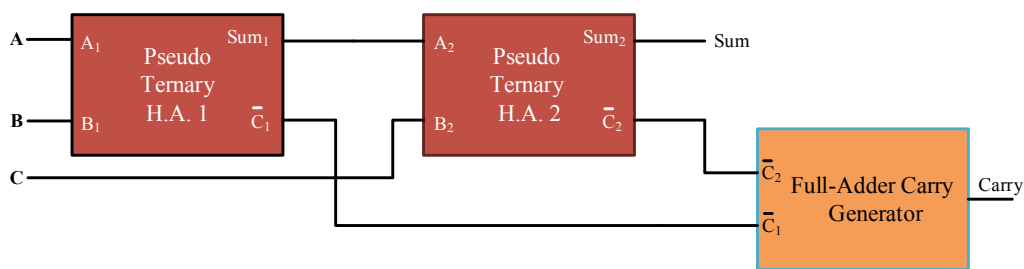 A
A₁
Sum₁
Pseudo
Ternary
H.A. 1
B
B₁
C̄₁
C
A₂
Sum₂
Pseudo
Ternary
H.A. 2
B₂
C̄₂
Sum
C̄₂
Full-Adder Carry
Generator
C̄₁
Carry